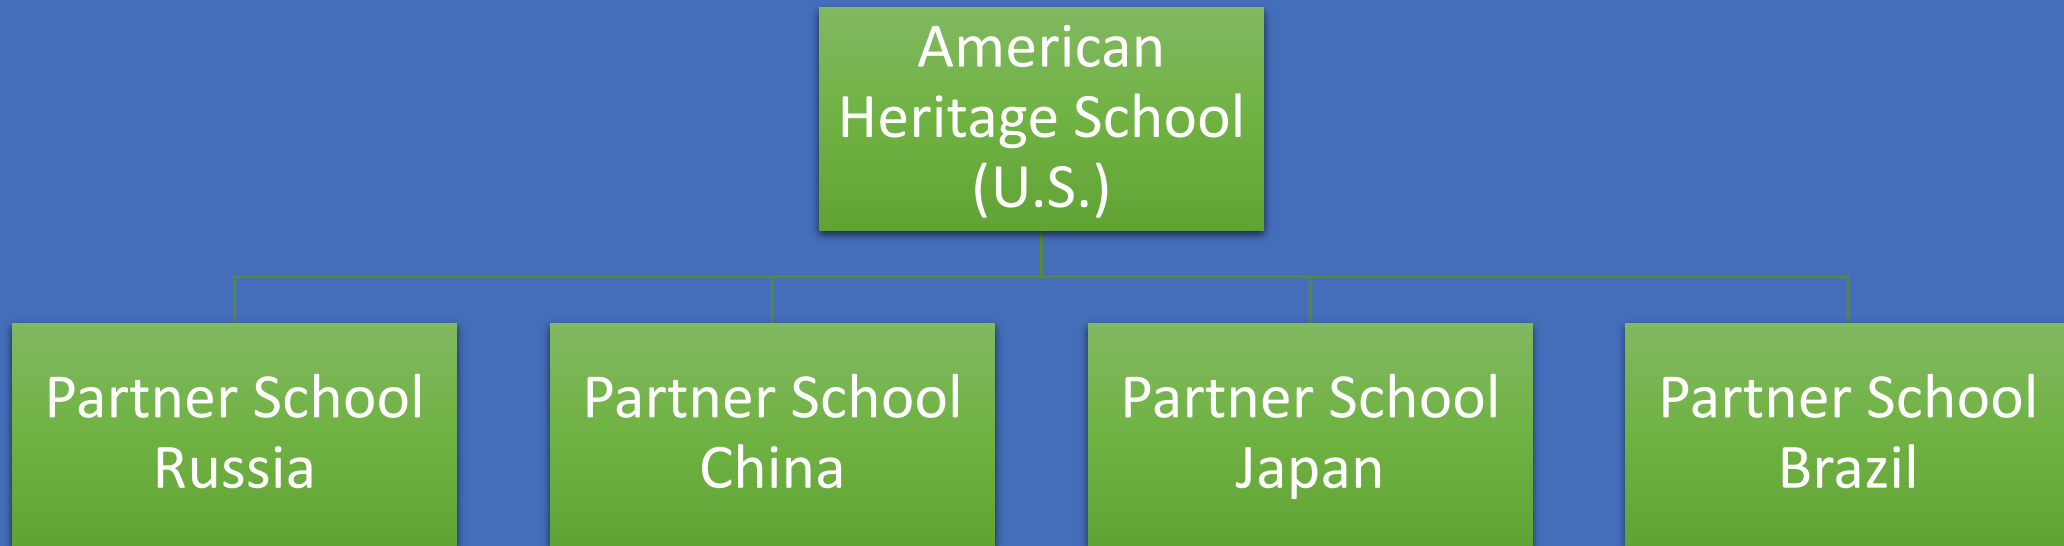 American
Heritage School
(U.S.)
Partner School
Russia
Partner School
China
Partner School
Japan
Partner School
Brazil